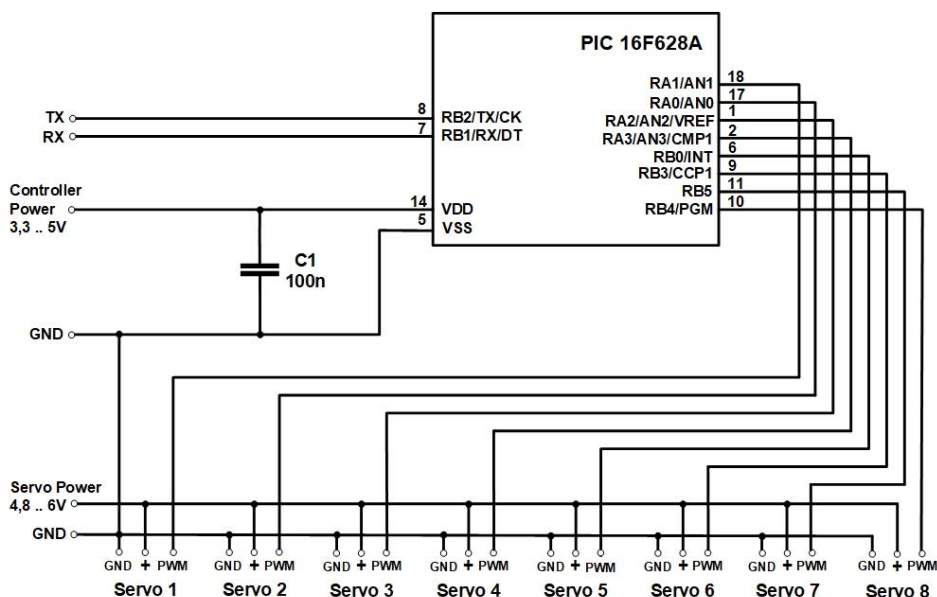 PIC 16F628A
RA1/AN1 18
RA0/AN0 17
RA2/AN2/VREF 1
RA3/AN3/CMP1 2
RB0/INT 6
RB3/CCP1 9
RB5 11
RB4/PGM 10
TX 8 RB2/TX/CK
RX 7 RB1/RX/DT
Controller
Power
3,3 .. 5V
14 VDD
5 VSS
C1
100n
GND
Servo Power
4,8 .. 6V
GND
GND + PWM GND + PWM GND + PWM GND + PWM GND + PWM GND + PWM GND + PWM GND + PWM
Servo 1 Servo 2 Servo 3 Servo 4 Servo 5 Servo 6 Servo 7 Servo 8